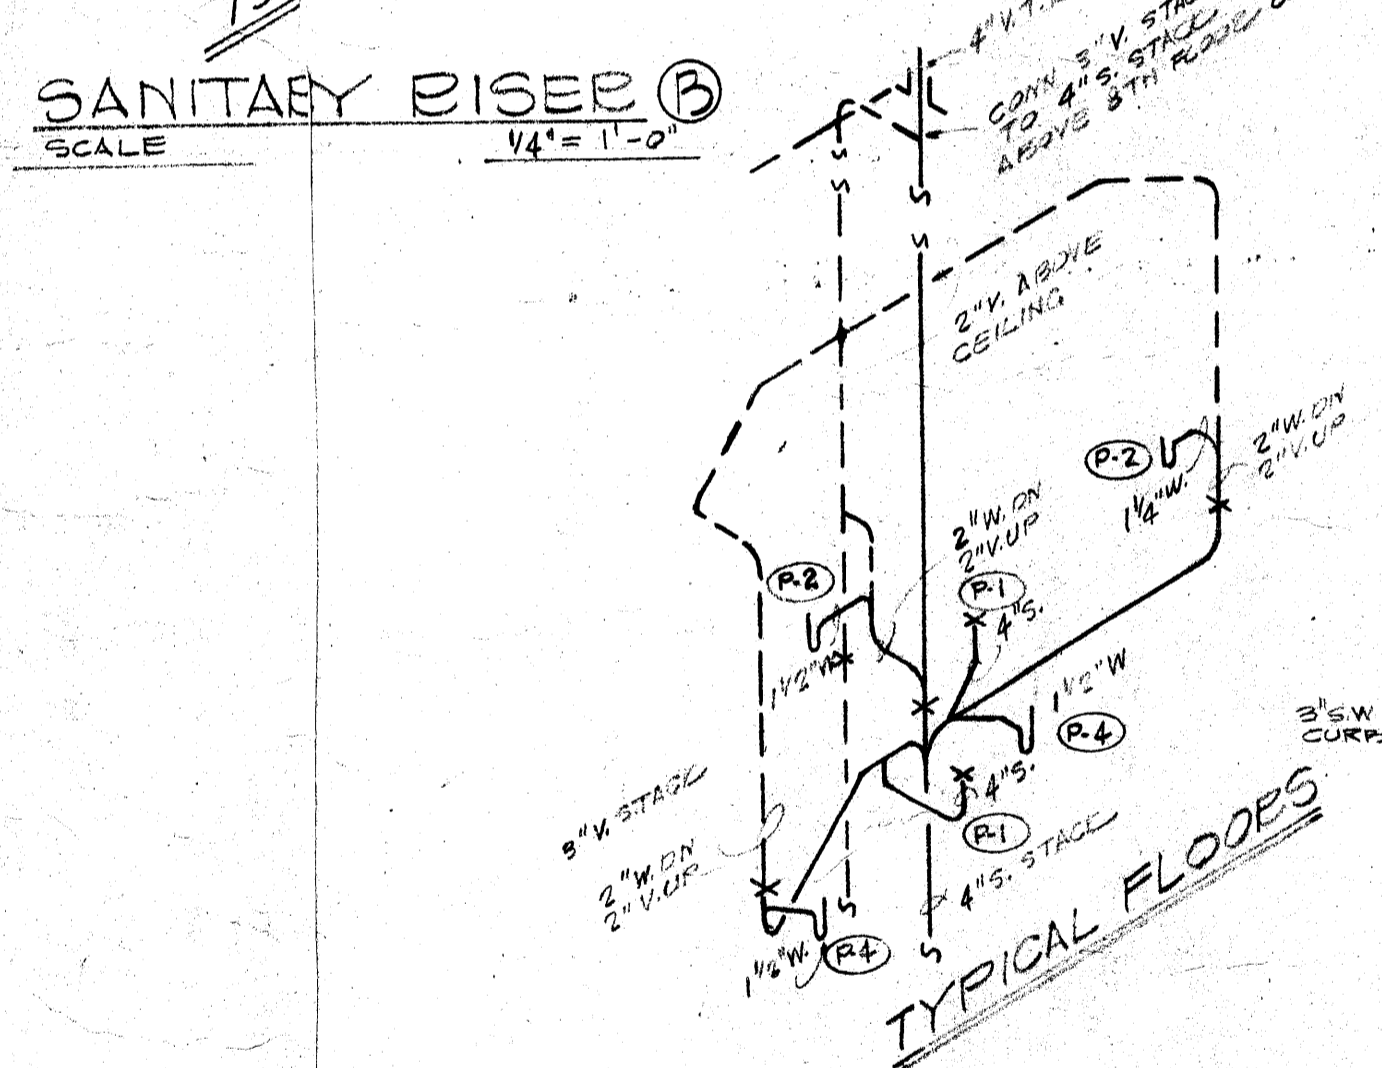 SANITARY RISER B
SCALE
1/4" = 1'-0"
4" V.T.
CONN. 3" V. STACK
TO 4" S. STACK
ABOVE 8TH FLOOR
2" V. ABOVE
CEILING
P-2
1 1/4" W.
2" W. DN
2" V. UP
2" W. DN
2" V. UP
P-2
P-1
4" S.
1 1/2" W
1 1/2" W
P-4
3" S.W
4" S.
P-1
3" V. STACK
4" S. STACK
2" W. DN
2" V. UP
1 1/2" W.
P-4
TYPICAL FLOORS